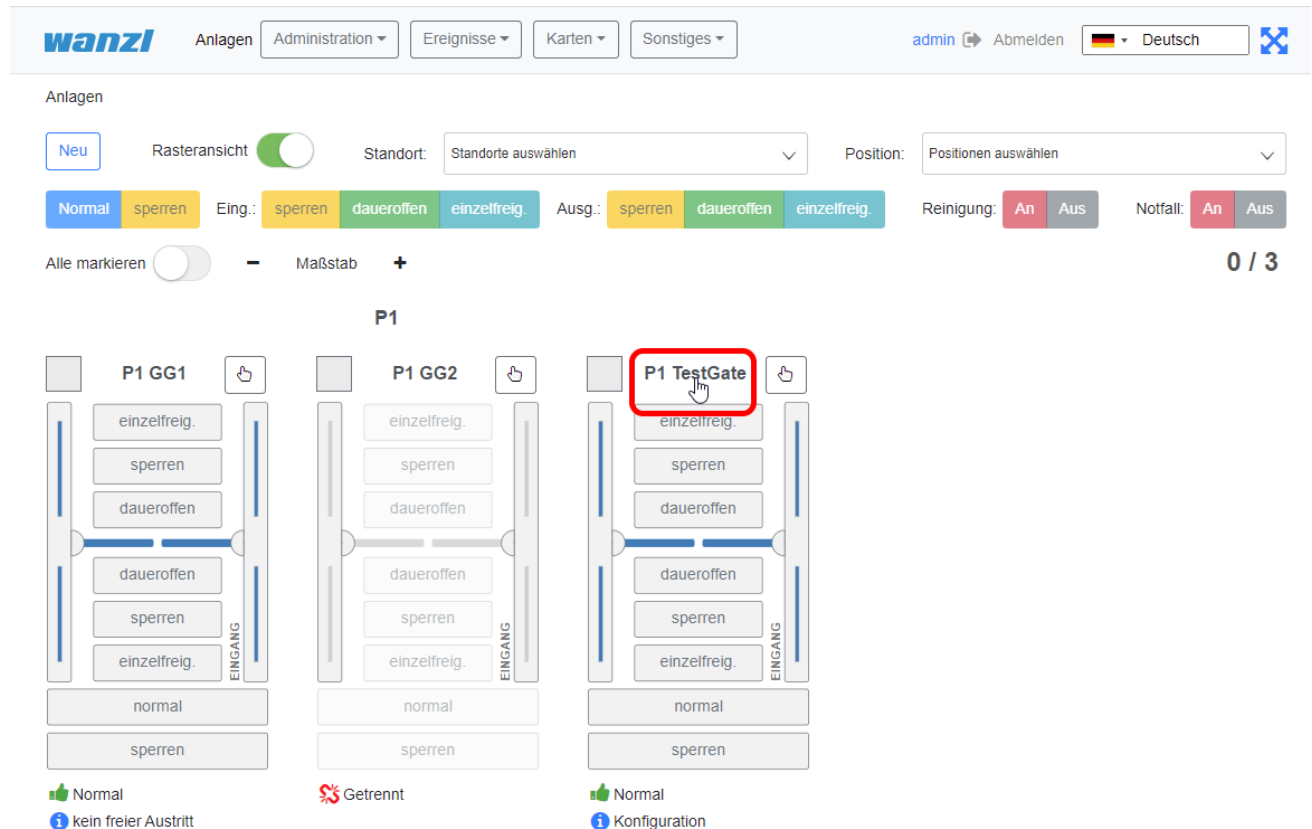 wanzl Anlagen Administration Ereignisse Karten Sonstiges admin Abmelden Deutsch
Anlagen
Neu Rasteransicht Standort: Standorte auswählen Position: Positionen auswählen
Normal sperren Eing.: sperren daueroffen einzelfreig. Ausg.: sperren daueroffen einzelfreig. Reinigung: An Aus Notfall: An Aus
Alle markieren − Maßstab + 0 / 3
P1
P1 GG1 P1 GG2 P1 TestGate
einzelfreig. einzelfreig. einzelfreig.
sperren sperren sperren
daueroffen daueroffen daueroffen
daueroffen daueroffen daueroffen
sperren sperren sperren
einzelfreig. EINGANG einzelfreig. EINGANG einzelfreig. EINGANG
normal normal normal
sperren sperren sperren
Normal Getrennt Normal
kein freier Austritt Konfiguration